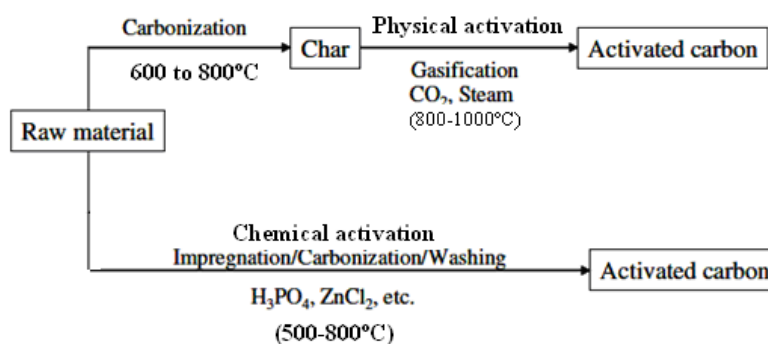 Carbonization
600 to 800°C
Char
Physical activation
Gasification
CO₂, Steam
(800-1000°C)
Activated carbon
Raw material
Chemical activation
Impregnation/Carbonization/Washing
H₃PO₄, ZnCl₂, etc.
(500-800°C)
Activated carbon